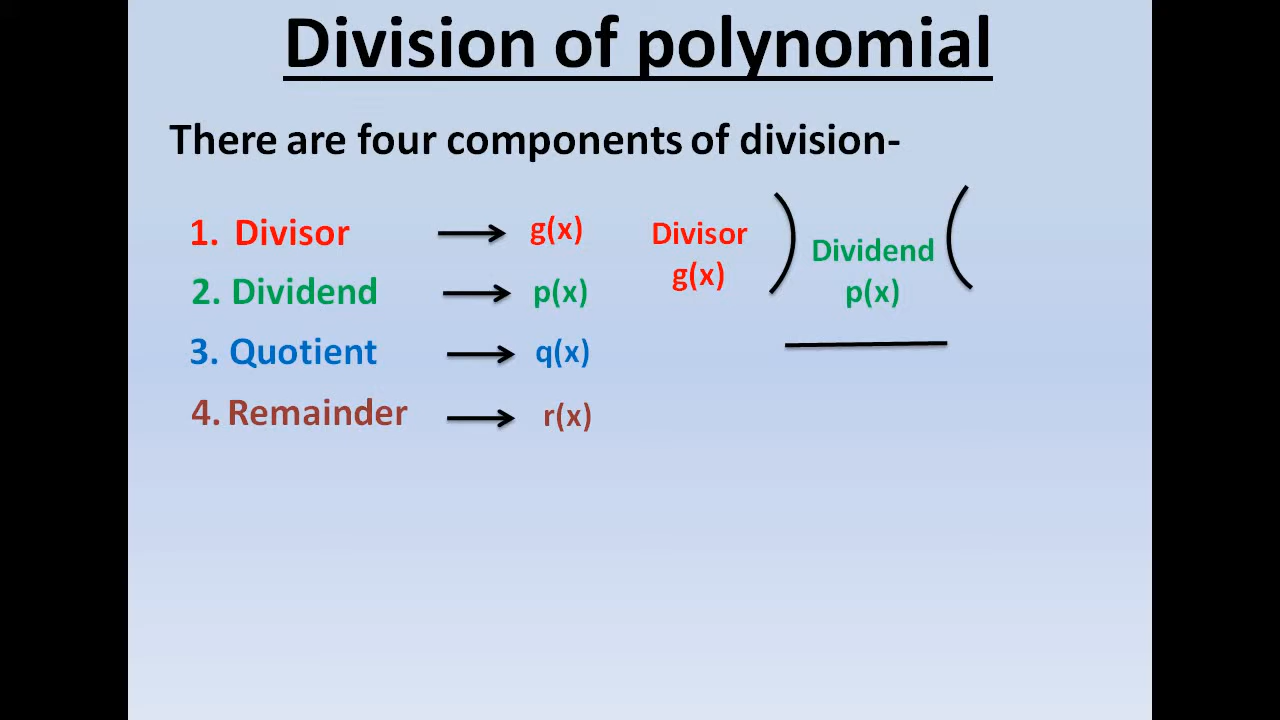 Division of polynomial
There are four components of division-
1. Divisor → g(x)
2. Dividend → p(x)
3. Quotient → q(x)
4. Remainder → r(x)
Divisor
g(x)
) Dividend (
p(x)